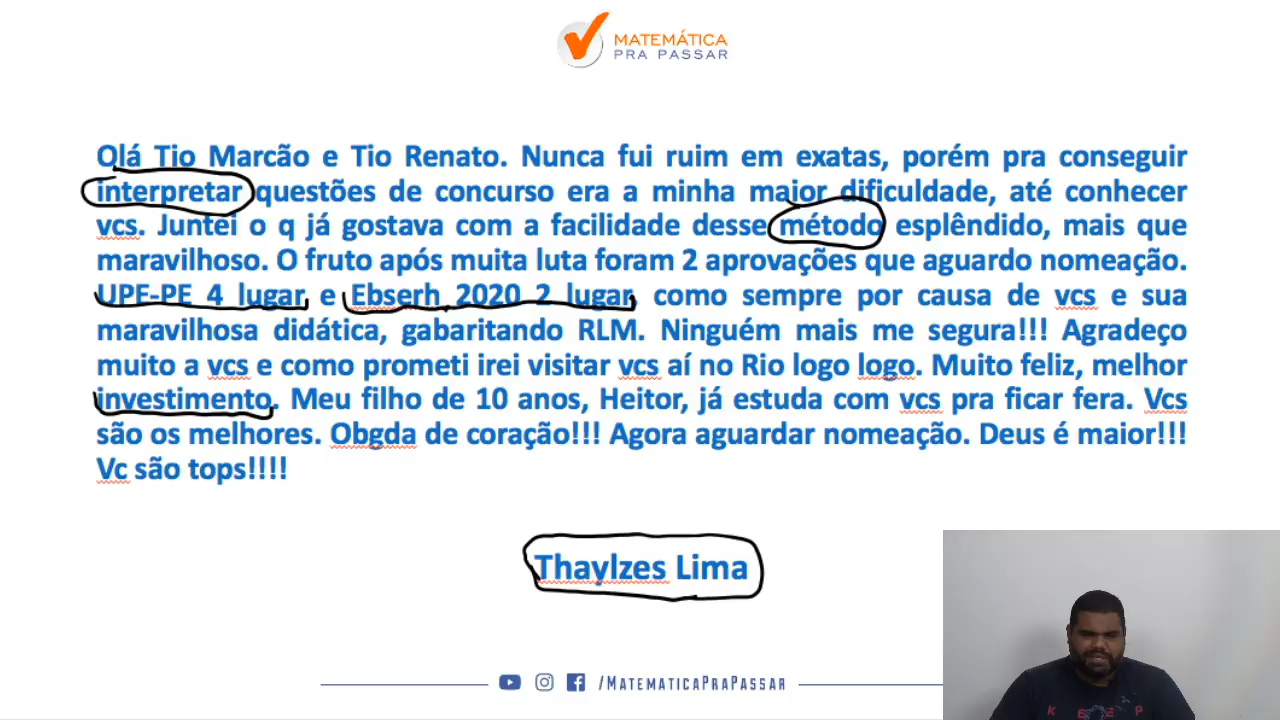 MATEMÁTICA
PRA PASSAR
Olá Tio Marcão e Tio Renato. Nunca fui ruim em exatas, porém pra conseguir
interpretar questões de concurso era a minha maior dificuldade, até conhecer
vcs. Juntei o q já gostava com a facilidade desse método esplêndido, mais que
maravilhoso. O fruto após muita luta foram 2 aprovações que aguardo nomeação.
UPF-PE 4 lugar e Ebserh 2020 2 lugar, como sempre por causa de vcs e sua
maravilhosa didática, gabaritando RLM. Ninguém mais me segura!!! Agradeço
muito a vcs e como prometi irei visitar vcs aí no Rio logo logo. Muito feliz, melhor
investimento. Meu filho de 10 anos, Heitor, já estuda com vcs pra ficar fera. Vcs
são os melhores. Obgda de coração!!! Agora aguardar nomeação. Deus é maior!!!
Vc são tops!!!!
Thaylzes Lima
/MATEMATICAPRAPASSAR
K E E P